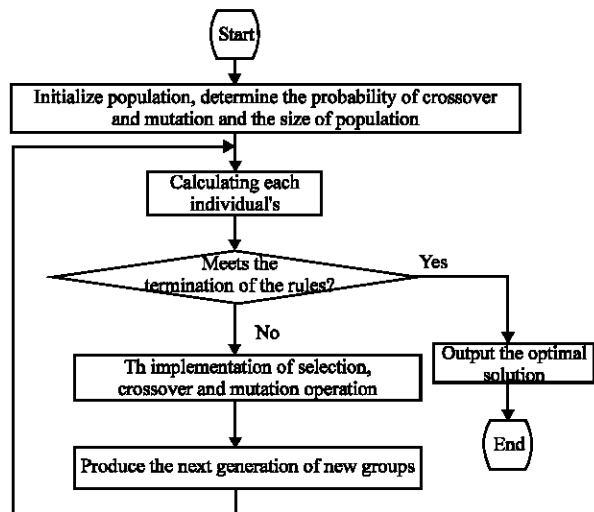 Start
Initialize population, determine the probability of crossover
and mutation and the size of population
Calculating each
individual's
Meets the
termination of the rules?
Yes
No
Th implementation of selection,
crossover and mutation operation
Output the optimal
solution
Produce the next generation of new groups
End